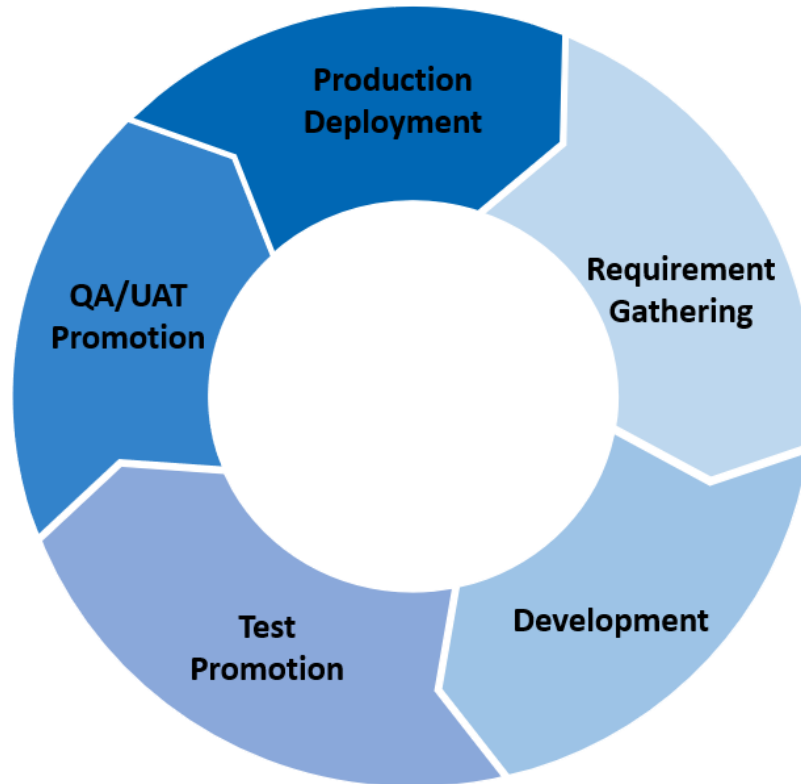 Production
Deployment
Requirement
Gathering
Development
Test
Promotion
QA/UAT
Promotion